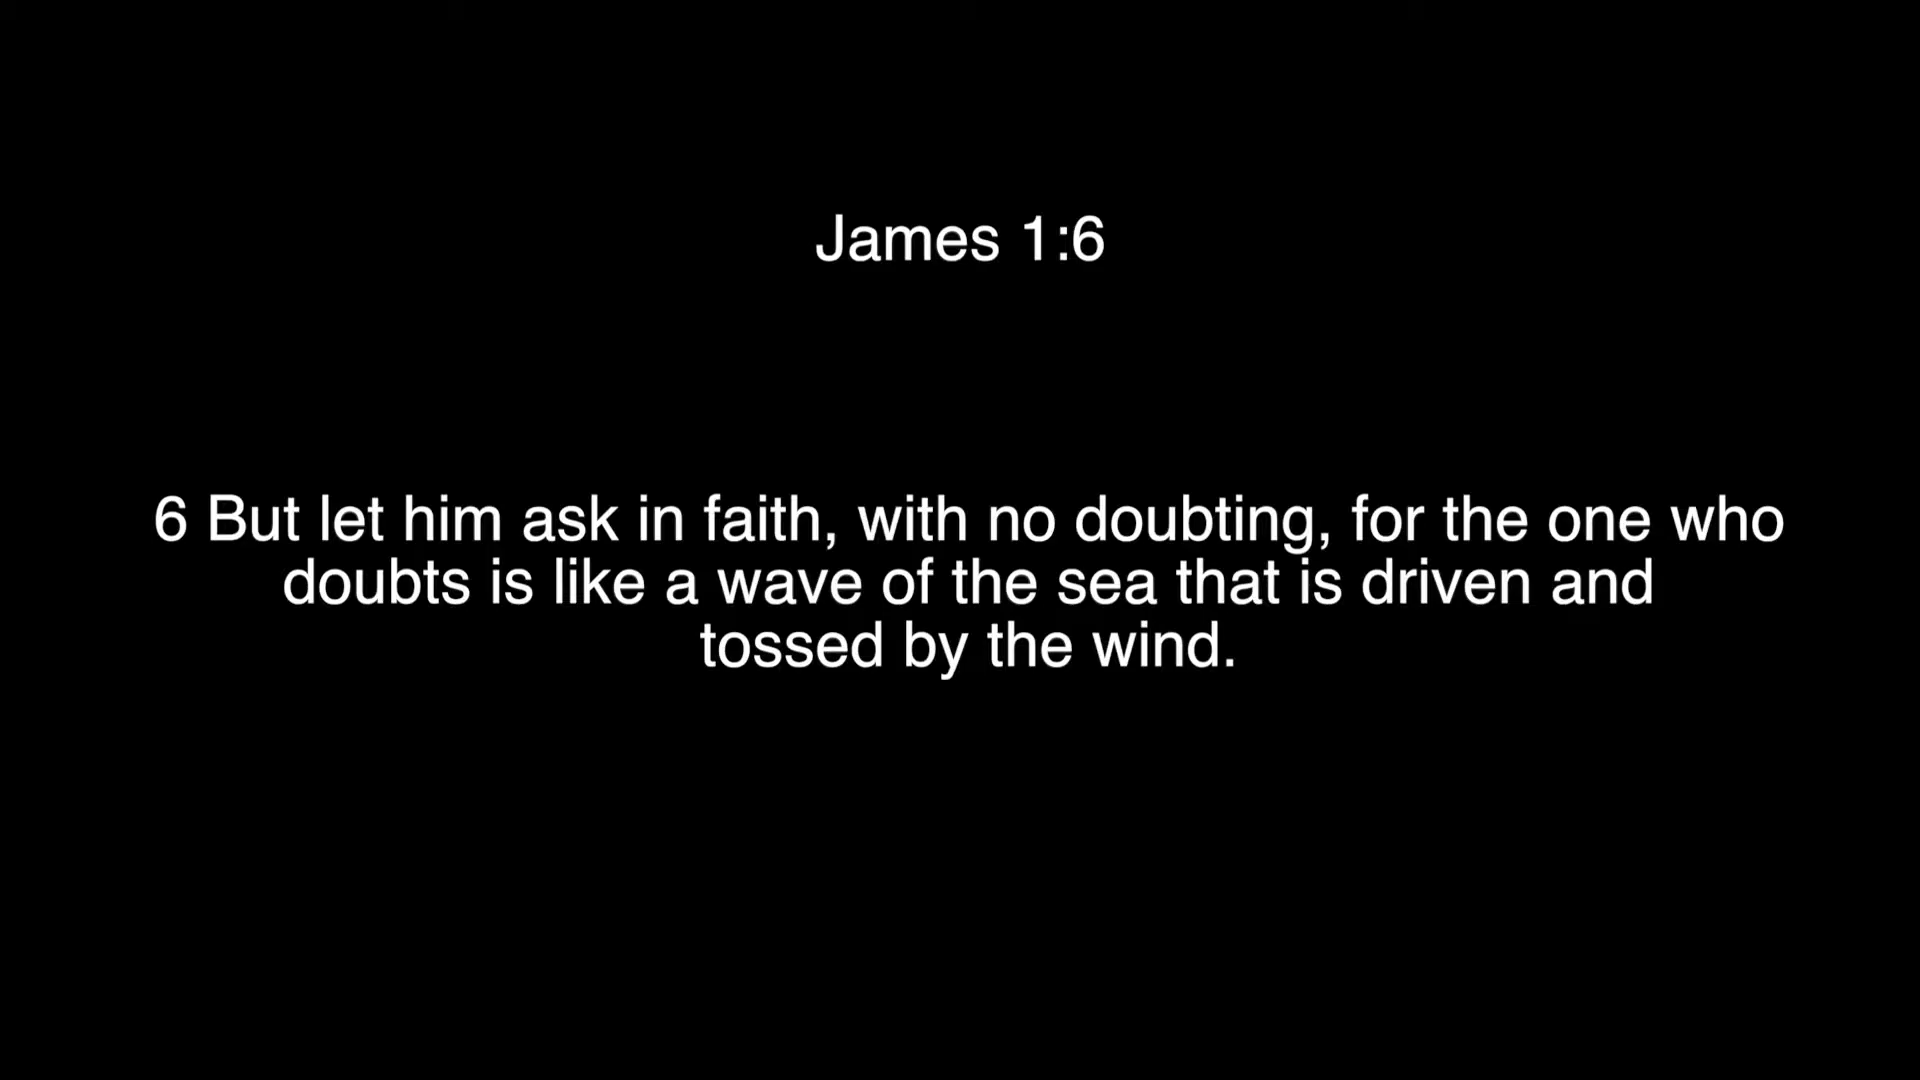 James 1:6
6 But let him ask in faith, with no doubting, for the one who
doubts is like a wave of the sea that is driven and
tossed by the wind.